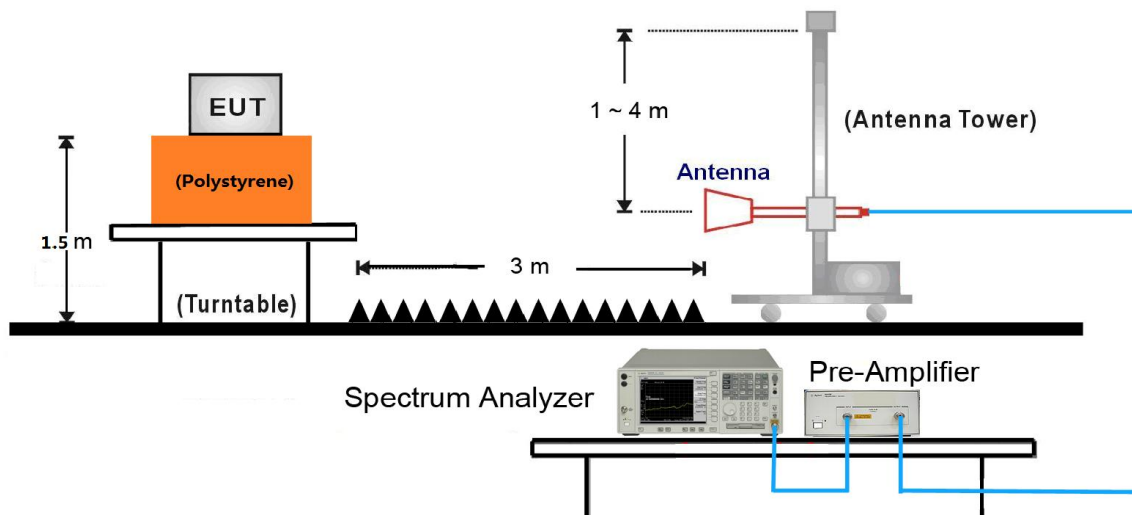 EUT
(Polystyrene)
1.5 m
(Turntable)
3 m
1 ~ 4 m
(Antenna Tower)
Antenna
Spectrum Analyzer
Pre-Amplifier